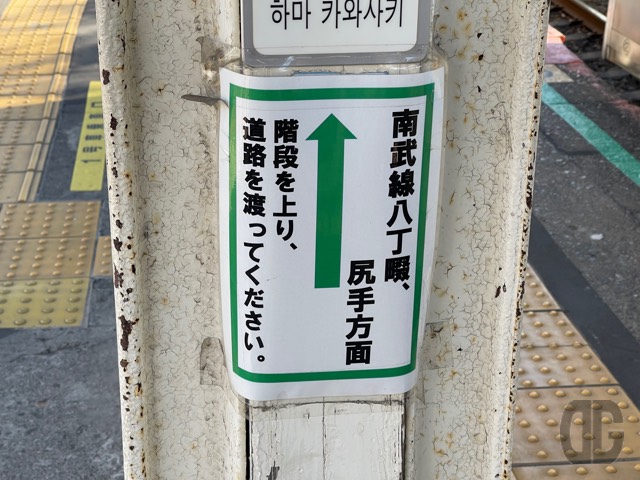 하마 카와사키
南武線八丁畷、
尻手方面
階段を上り、
道路を渡ってください。